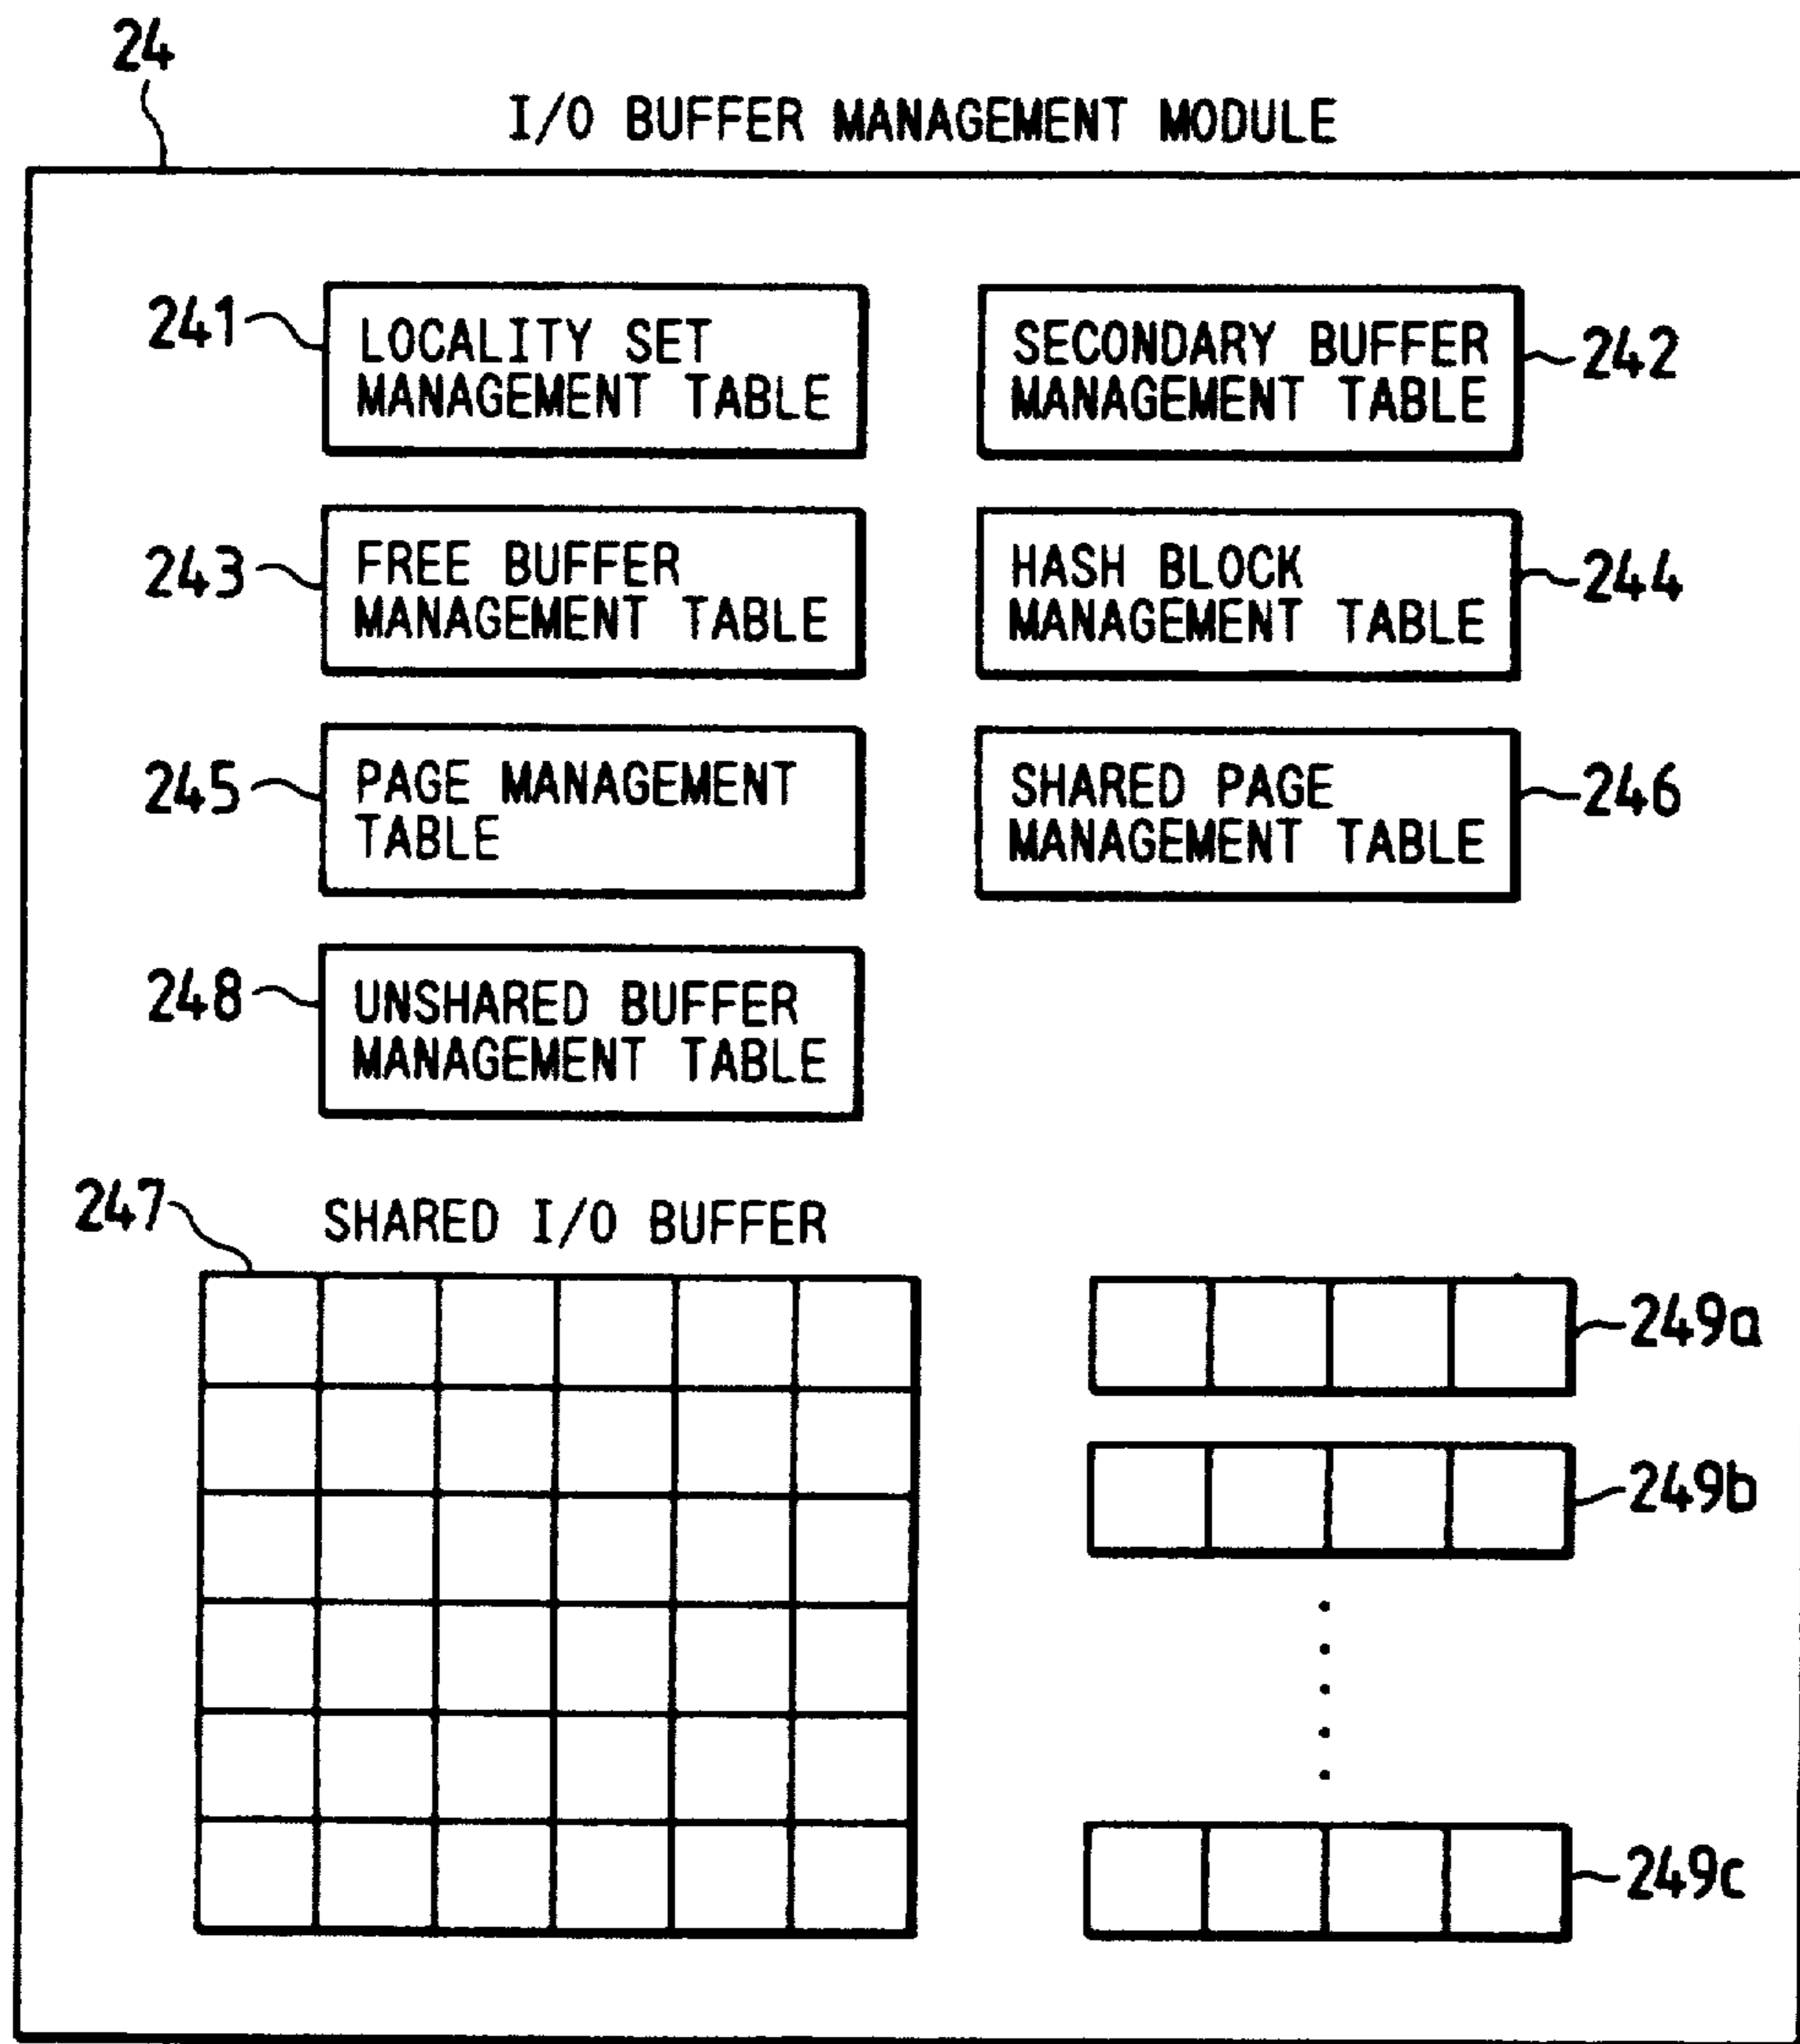 24
I/O BUFFER MANAGEMENT MODULE
241
LOCALITY SET
MANAGEMENT TABLE
SECONDARY BUFFER
MANAGEMENT TABLE
242
243
FREE BUFFER
MANAGEMENT TABLE
HASH BLOCK
MANAGEMENT TABLE
244
245
PAGE MANAGEMENT
TABLE
SHARED PAGE
MANAGEMENT TABLE
246
248
UNSHARED BUFFER
MANAGEMENT TABLE
247
SHARED I/O BUFFER
249a
249b
249c